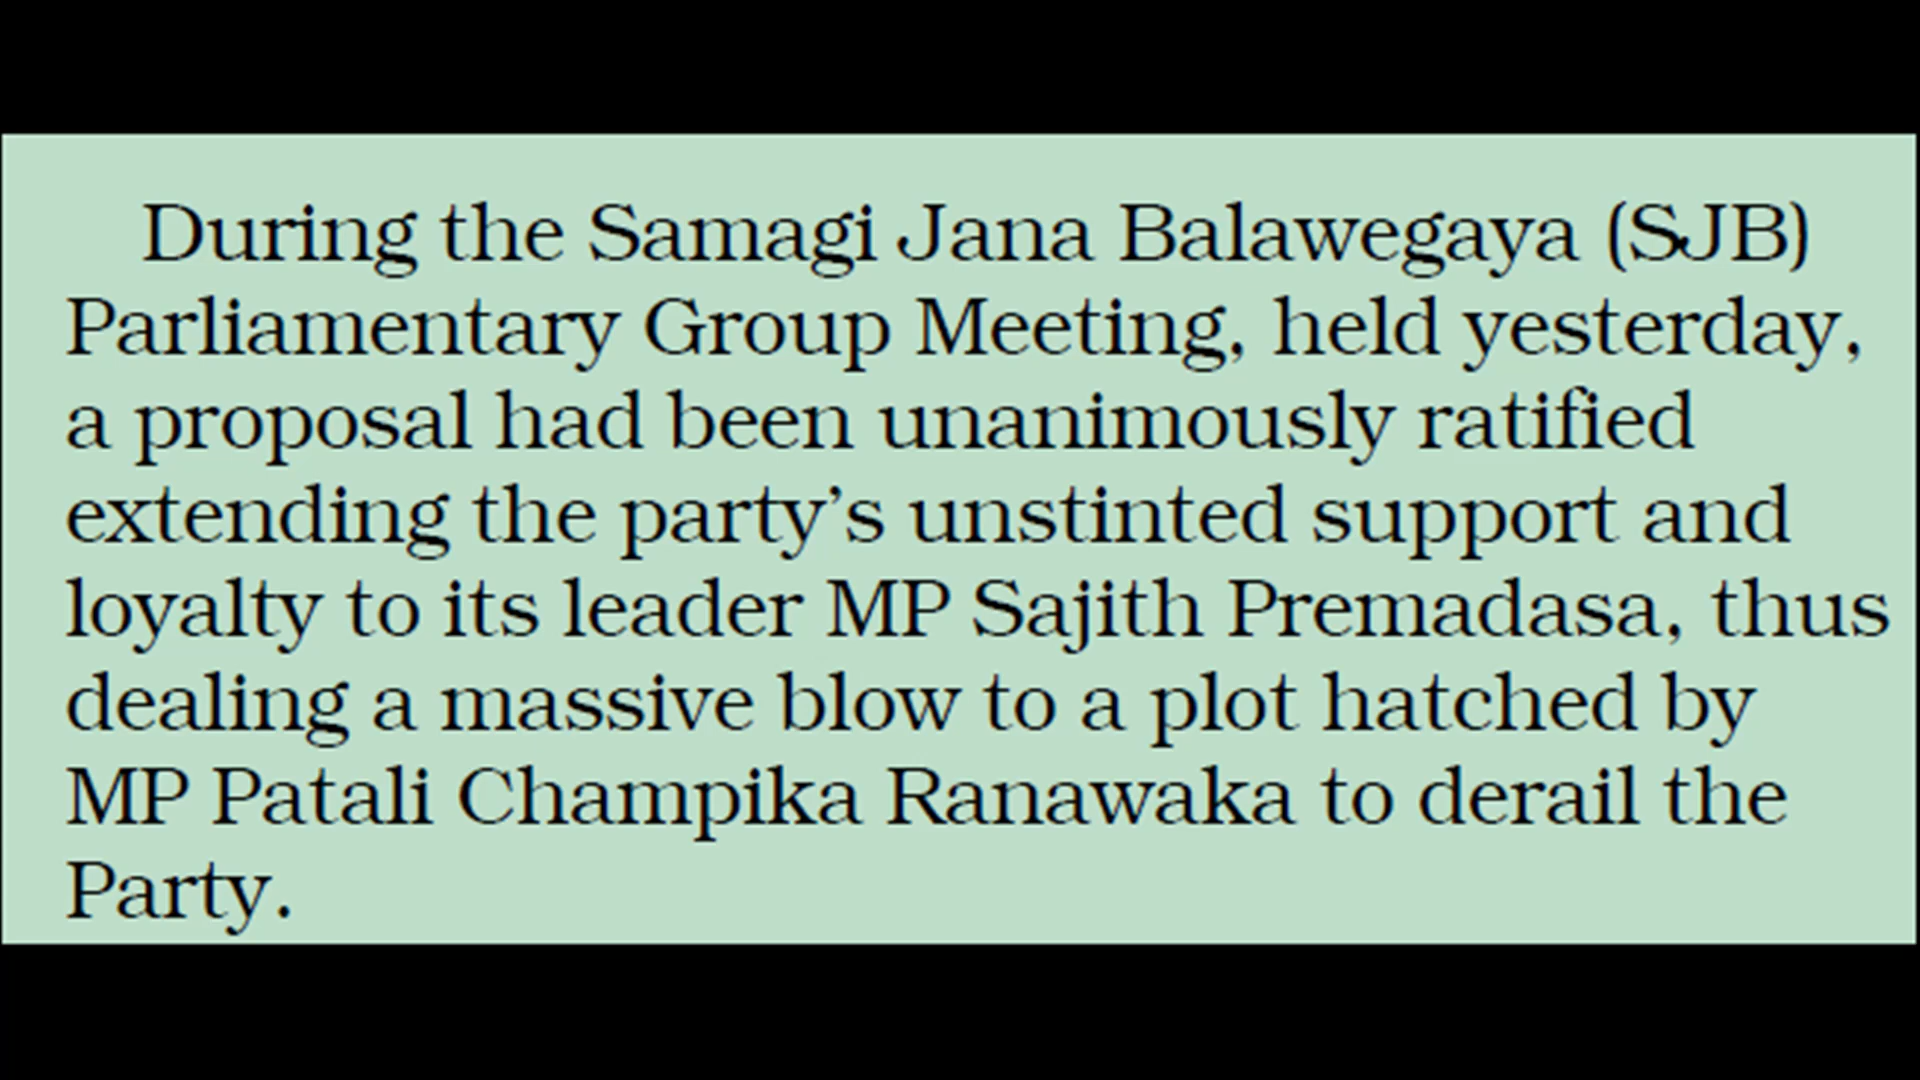 During the Samagi Jana Balawegaya (SJB)
Parliamentary Group Meeting, held yesterday,
a proposal had been unanimously ratified
extending the party’s unstinted support and
loyalty to its leader MP Sajith Premadasa, thus
dealing a massive blow to a plot hatched by
MP Patali Champika Ranawaka to derail the
Party.